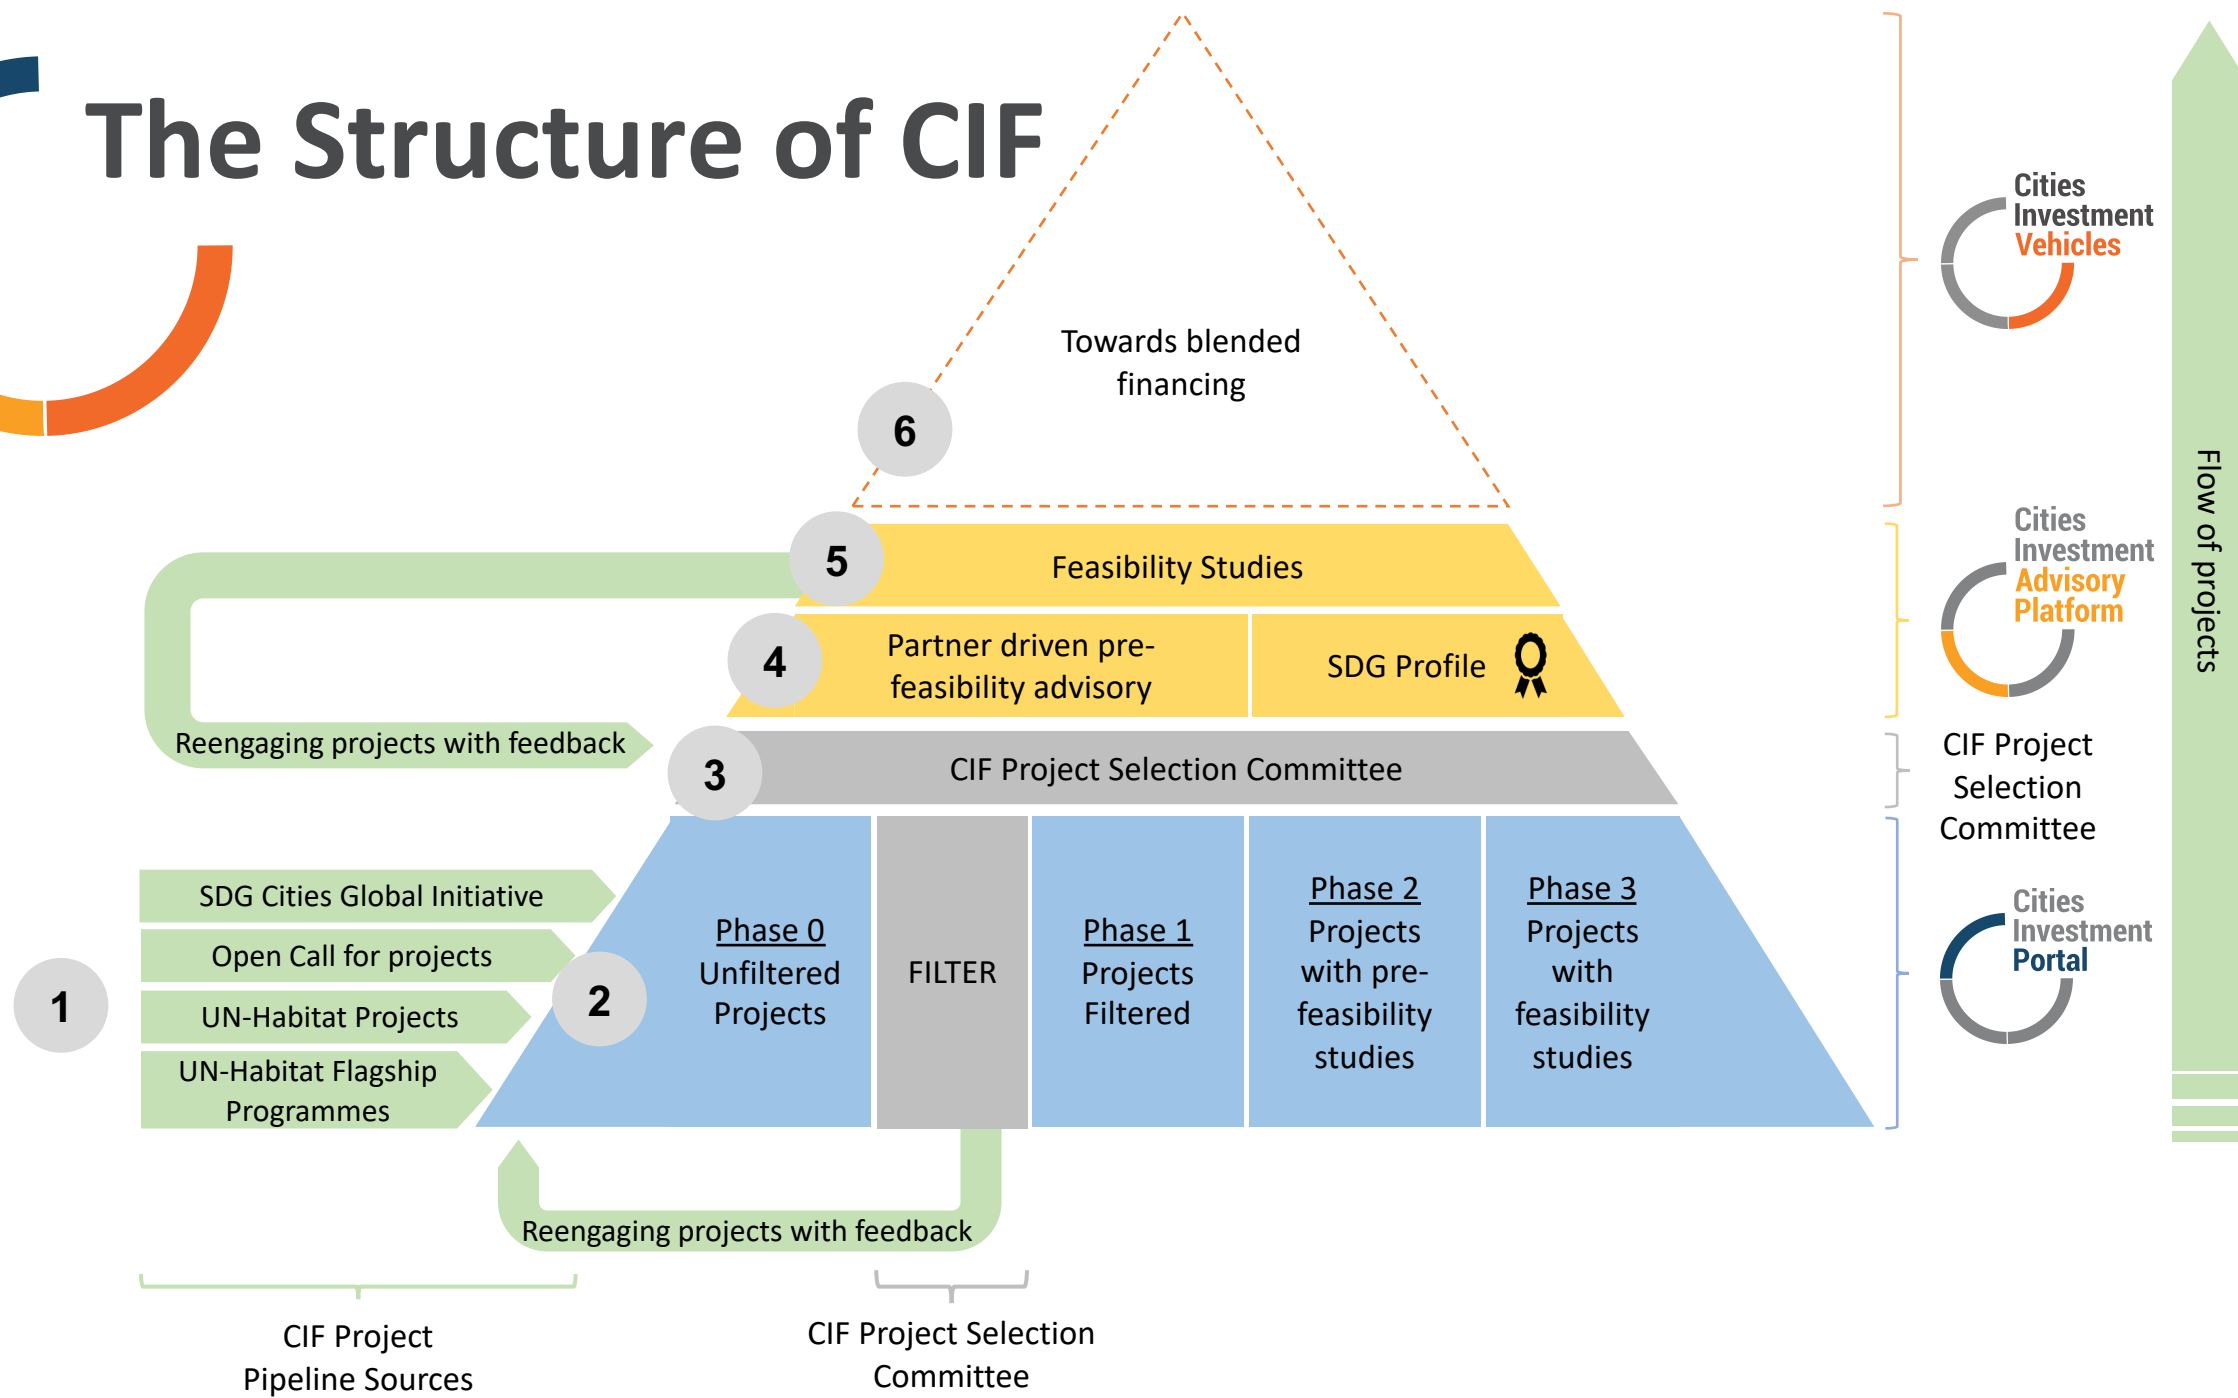 The Structure of CIF
Towards blended
financing
6
5
Feasibility Studies
4
Partner driven pre-
feasibility advisory
SDG Profile
Reengaging projects with feedback
3
CIF Project Selection Committee
1
SDG Cities Global Initiative
Open Call for projects
UN-Habitat Projects
UN-Habitat Flagship
Programmes
2
Phase 0
Unfiltered
Projects
FILTER
Phase 1
Projects
Filtered
Phase 2
Projects
with pre-
feasibility
studies
Phase 3
Projects
with
feasibility
studies
Reengaging projects with feedback
CIF Project
Pipeline Sources
CIF Project Selection
Committee
Cities
Investment
Vehicles
Cities
Investment
Advisory
Platform
CIF Project
Selection
Committee
Cities
Investment
Portal
Flow of projects